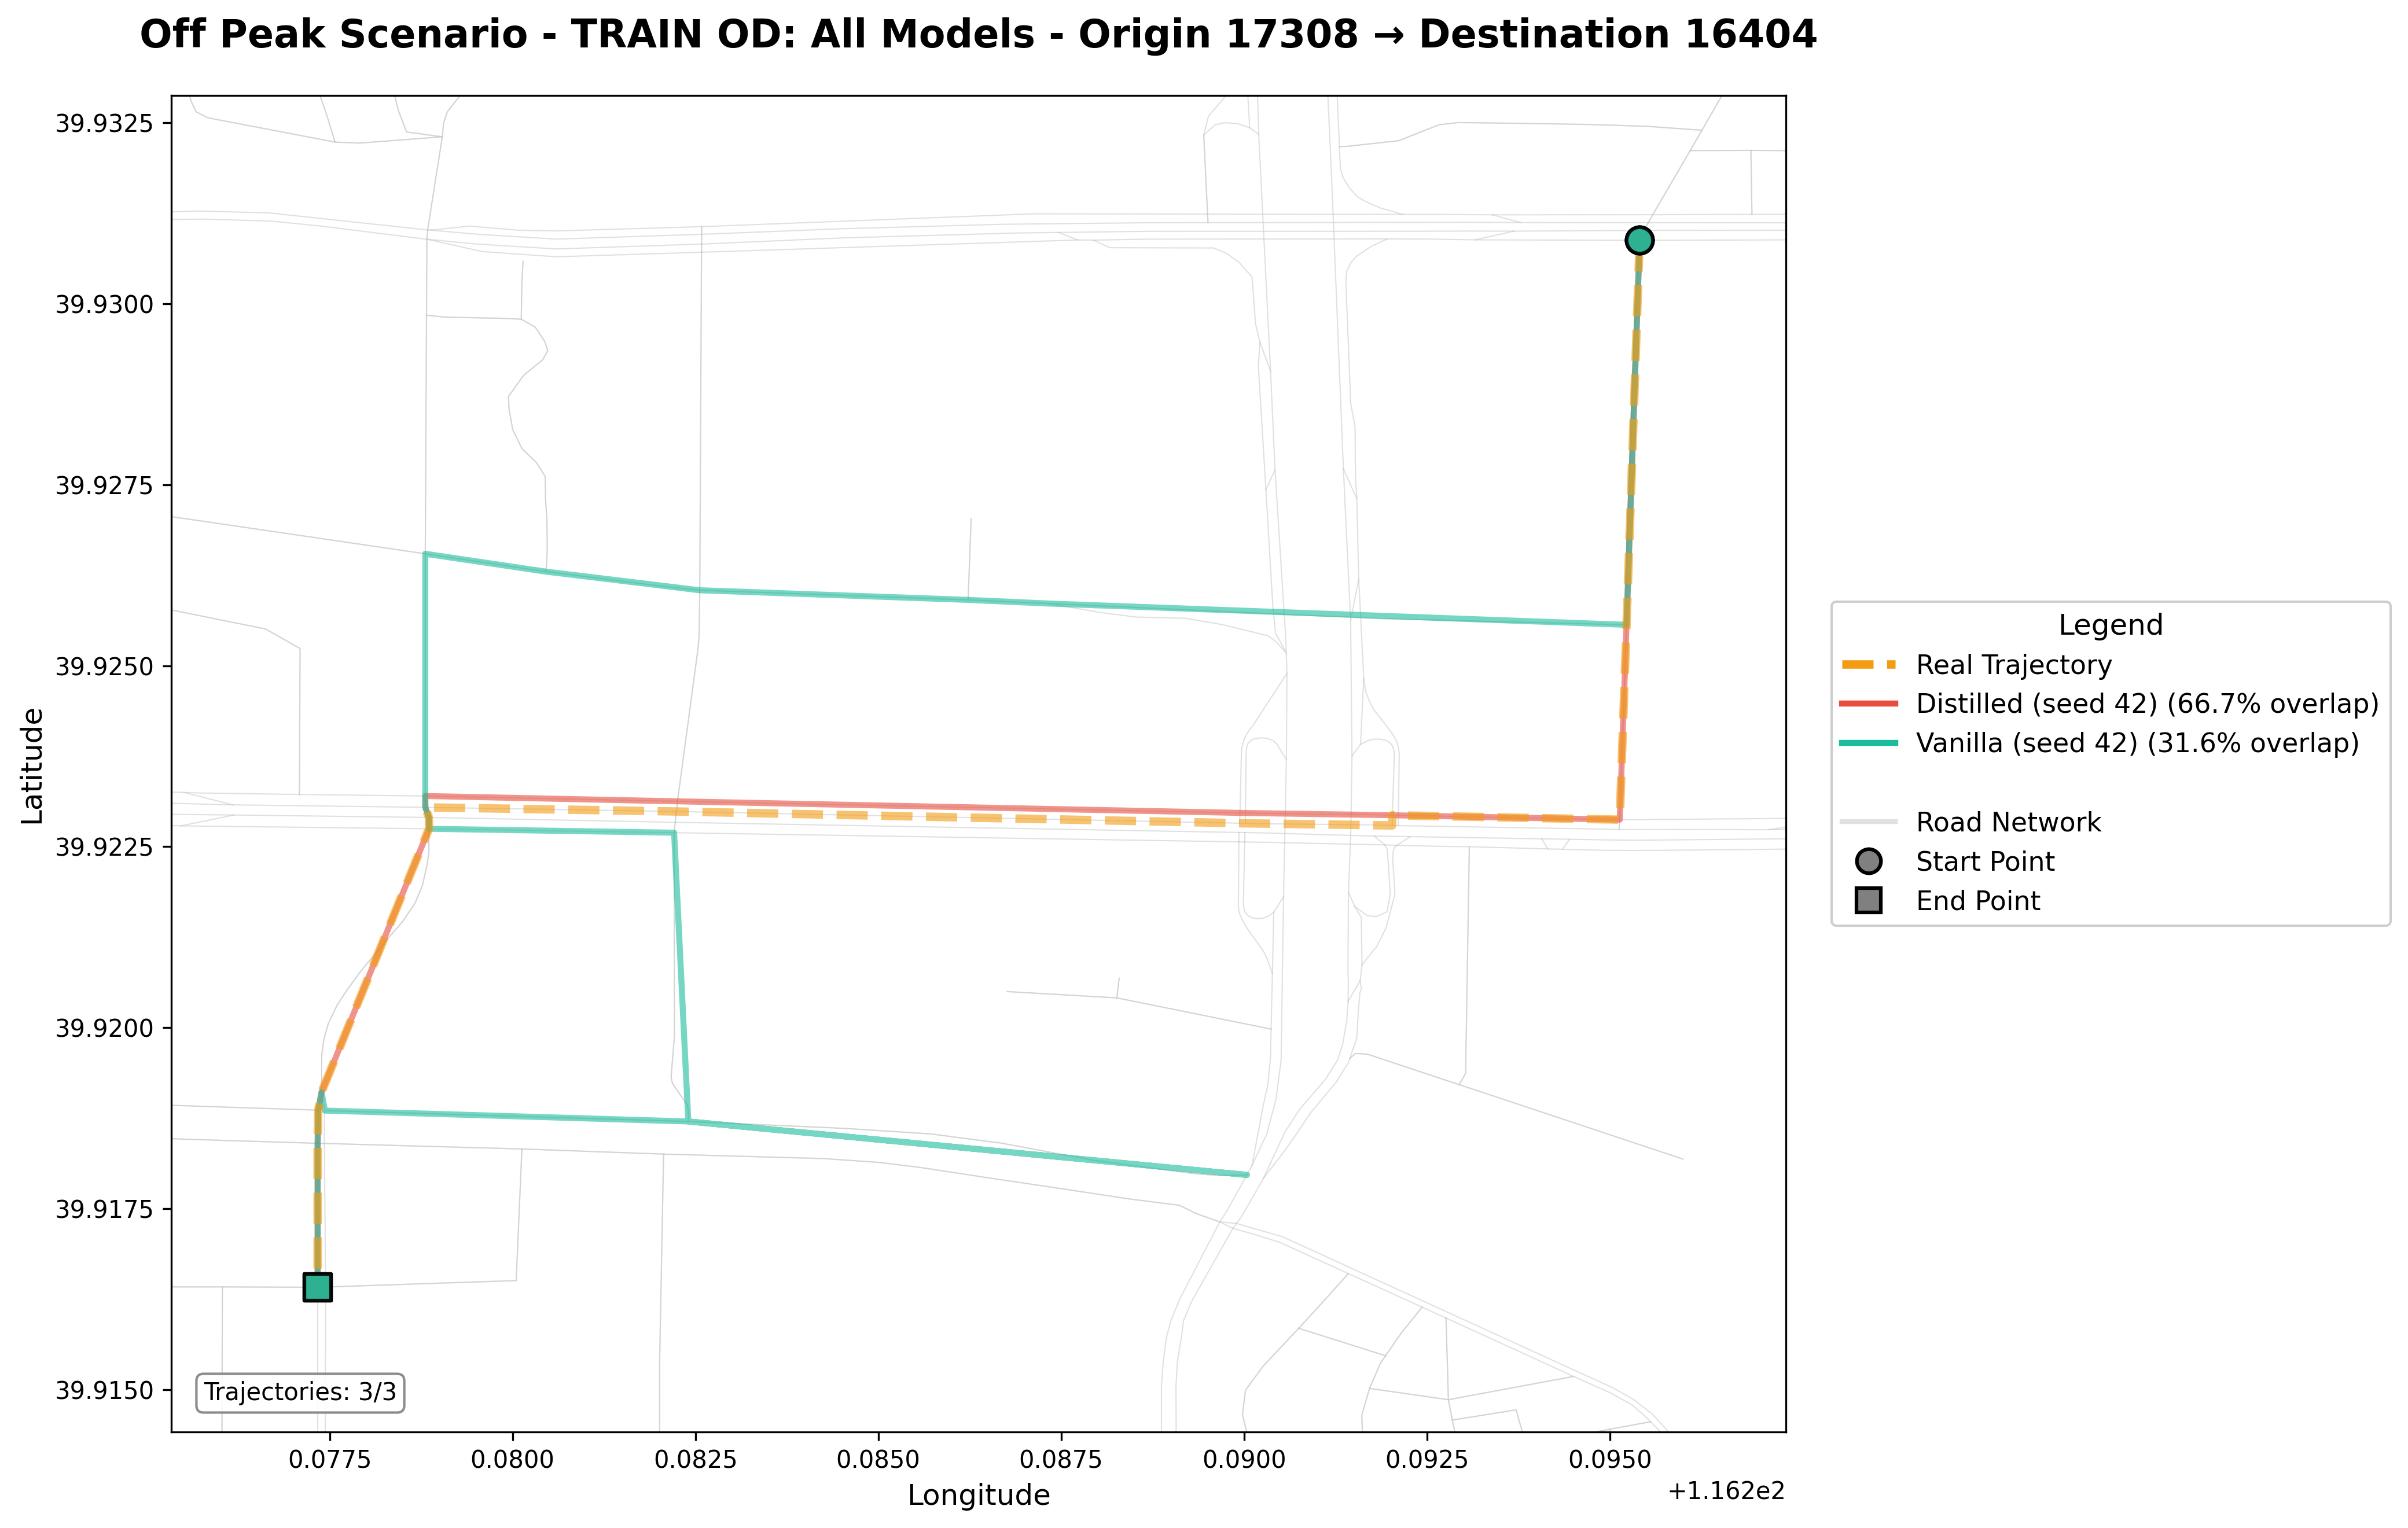 Off Peak Scenario - TRAIN OD: All Models - Origin 17308 → Destination 16404
39.9325
39.9300
39.9275
39.9250
39.9225
39.9200
39.9175
39.9150
Latitude
Trajectories: 3/3
0.0775
0.0800
0.0825
0.0850
0.0875
0.0900
0.0925
0.0950
+1.162e2
Longitude
Legend
Real Trajectory
Distilled (seed 42) (66.7% overlap)
Vanilla (seed 42) (31.6% overlap)
Road Network
Start Point
End Point